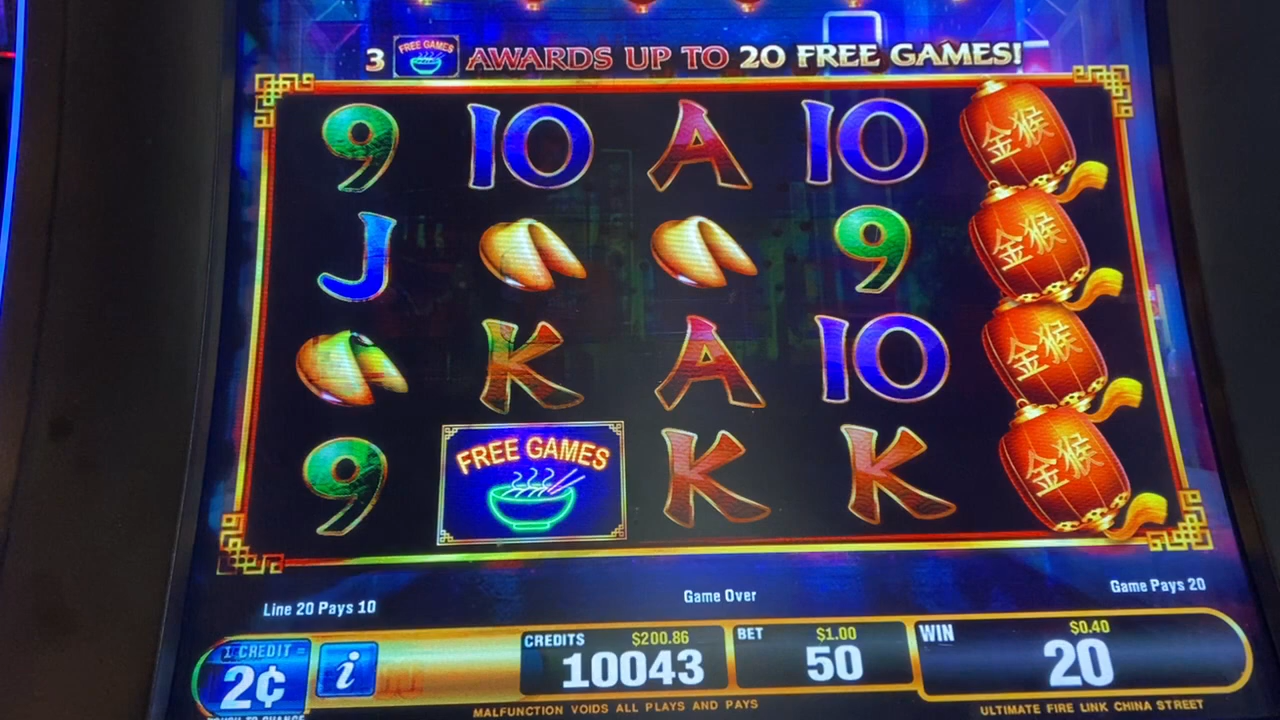 3 FREE GAMES AWARDS UP TO 20 FREE GAMES!
9 10 A 10 金猴
J 9 金猴
K A 10 金猴
9 FREE GAMES K K 金猴
Line 20 Pays 10 Game Over Game Pays 20
1 CREDIT = CREDITS $200.86 BET $1.00 WIN $0.40
2¢ i 10043 50 20
TOUCH TO CHANGE MALFUNCTION VOIDS ALL PLAYS AND PAYS ULTIMATE FIRE LINK CHINA STREET